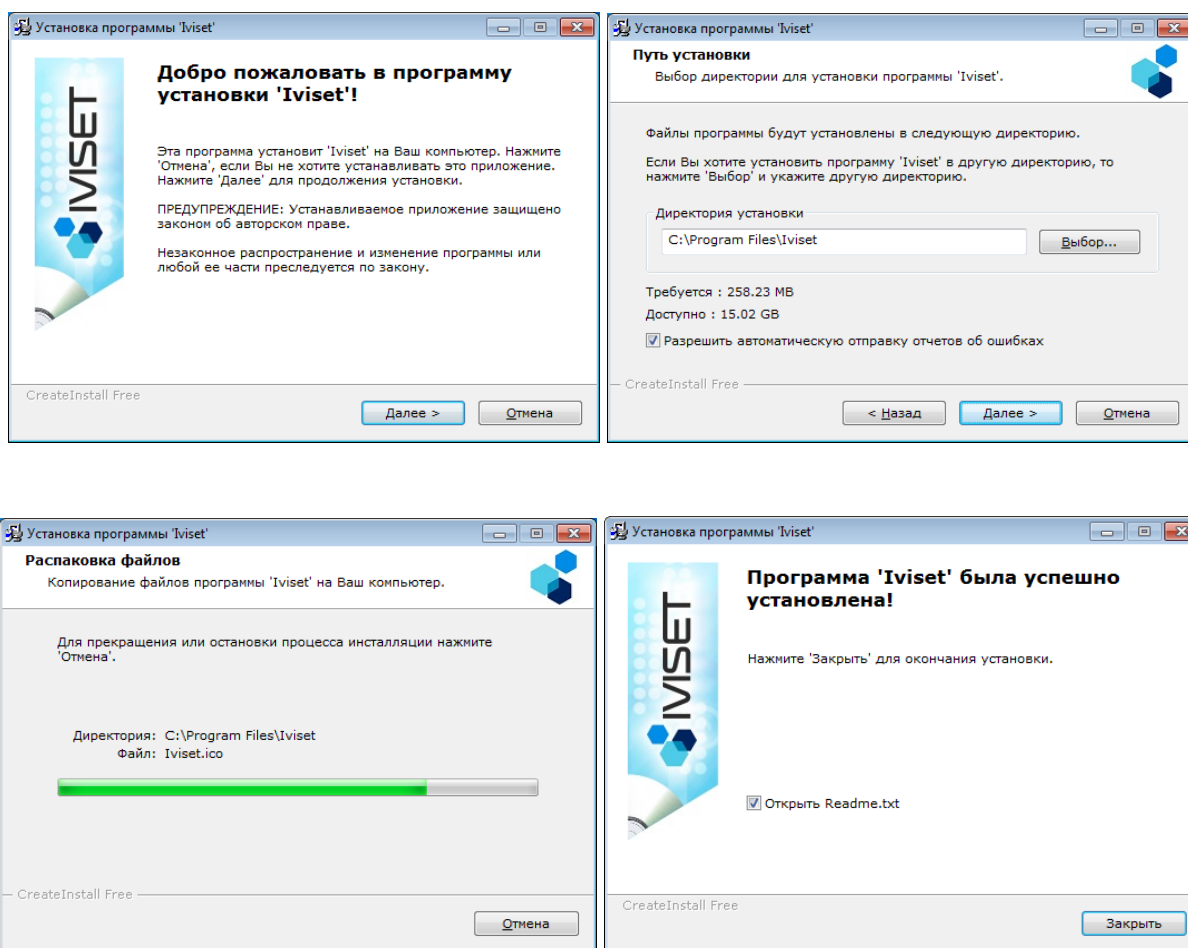 Установка программы 'Iviset'
IVISET
Добро пожаловать в программу
установки 'Iviset'!
Эта программа установит 'Iviset' на Ваш компьютер. Нажмите
'Отмена', если Вы не хотите устанавливать это приложение.
Нажмите 'Далее' для продолжения установки.
ПРЕДУПРЕЖДЕНИЕ: Устанавливаемое приложение защищено
законом об авторском праве.
Незаконное распространение и изменение программы или
любой ее части преследуется по закону.
CreateInstall Free
Далее >
Отмена
Установка программы 'Iviset'
Путь установки
Выбор директории для установки программы 'Iviset'.
Файлы программы будут установлены в следующую директорию.
Если Вы хотите установить программу 'Iviset' в другую директорию, то
нажмите 'Выбор' и укажите другую директорию.
Директория установки
C:\Program Files\Iviset
Выбор...
Требуется : 258.23 MB
Доступно : 15.02 GB
Разрешить автоматическую отправку отчетов об ошибках
CreateInstall Free
< Назад
Далее >
Отмена
Установка программы 'Iviset'
Распаковка файлов
Копирование файлов программы 'Iviset' на Ваш компьютер.
Для прекращения или остановки процесса инсталляции нажмите
'Отмена'.
Директория: C:\Program Files\Iviset
Файл: Iviset.ico
CreateInstall Free
Отмена
Установка программы 'Iviset'
IVISET
Программа 'Iviset' была успешно
установлена!
Нажмите 'Закрыть' для окончания установки.
Открыть Readme.txt
CreateInstall Free
Закрыть